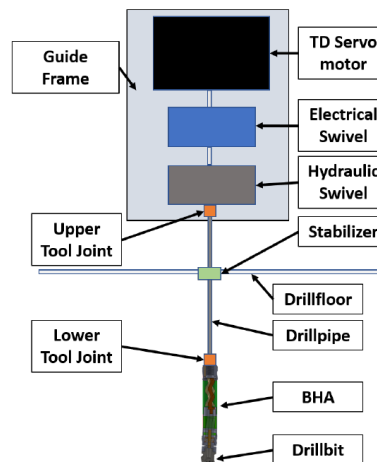 Guide
Frame
TD Servo
motor
Electrical
Swivel
Hydraulic
Swivel
Upper
Tool Joint
Stabilizer
Drillfloor
Lower
Tool Joint
Drillpipe
BHA
Drillbit